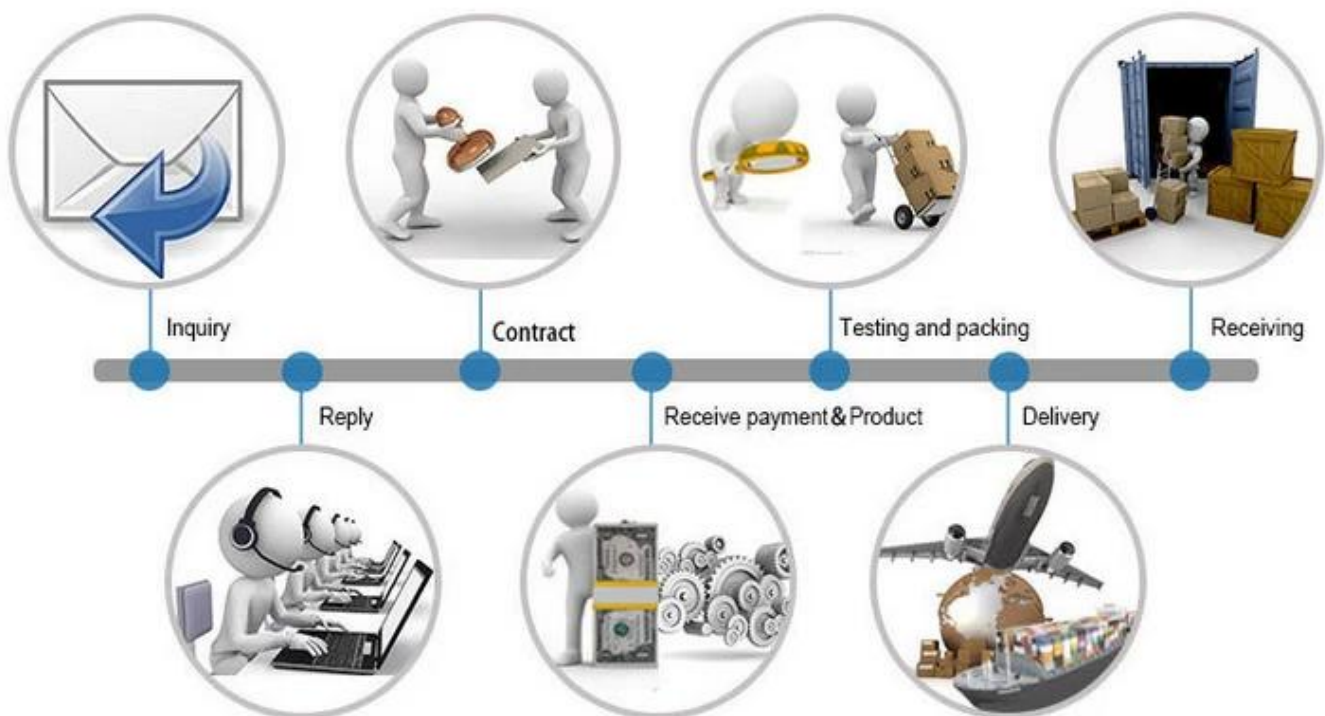 Inquiry
Reply
Contract
Receive payment & Product
Testing and packing
Delivery
Receiving